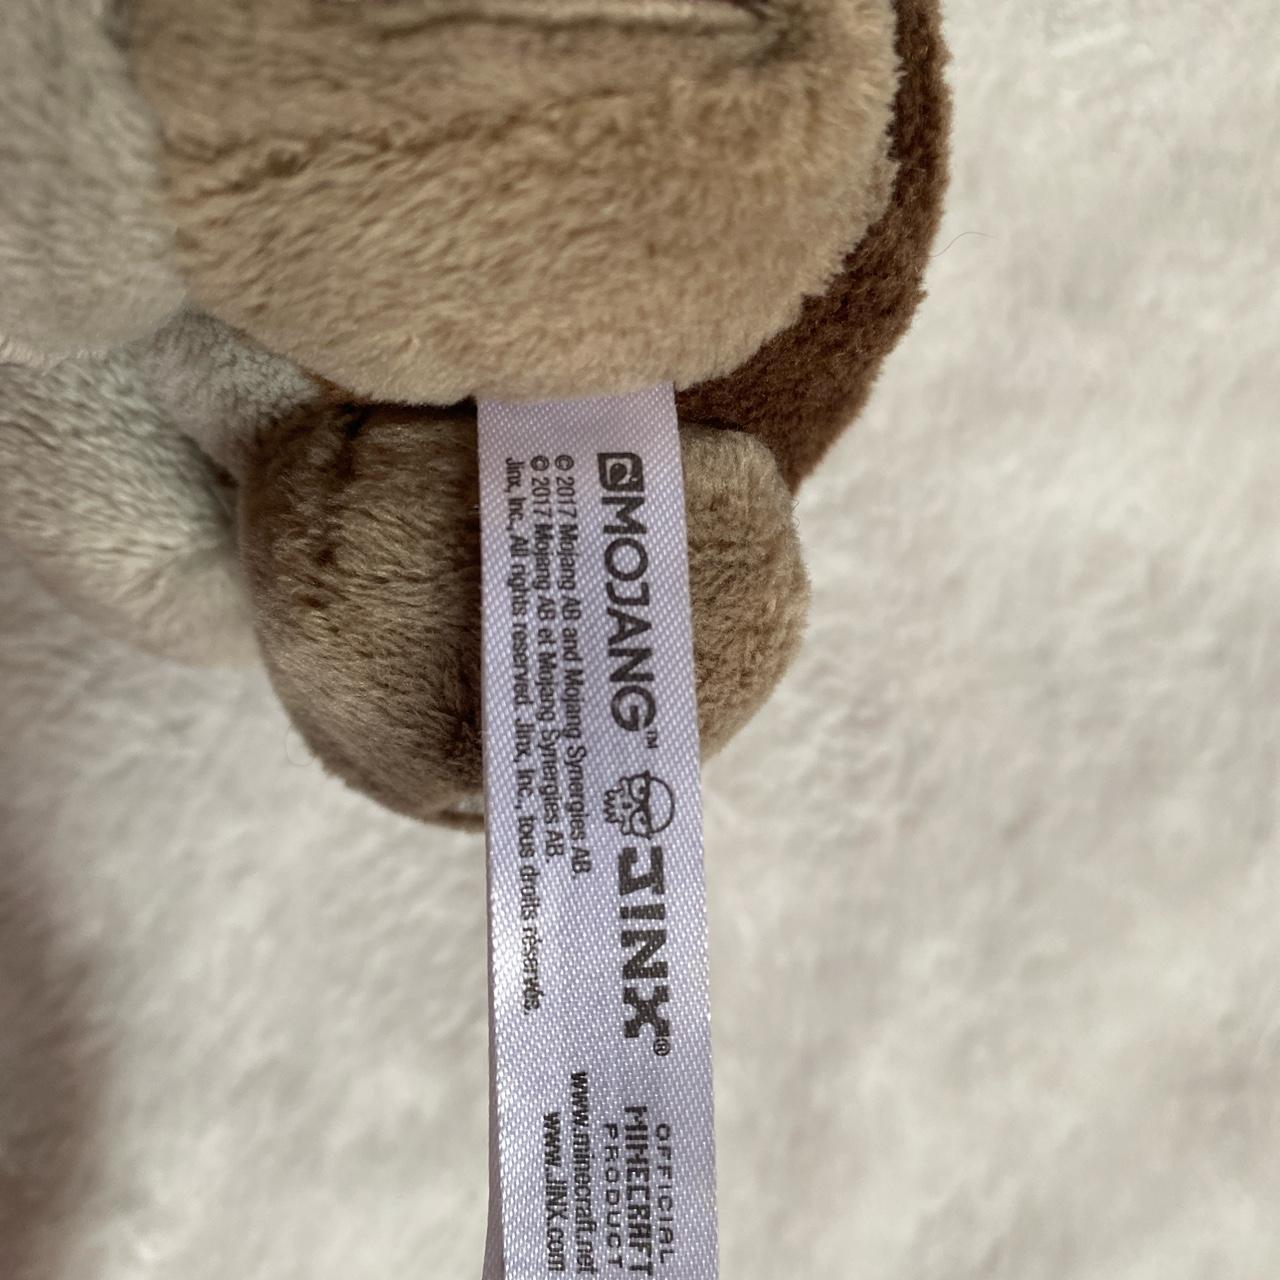 MOJANG™ JINX®
© 2017 Mojang AB and Mojang Synergies AB.
© 2017 Mojang AB et Mojang Synergies AB.
Jinx, Inc. All rights reserved. Jinx, Inc., tous droits réservés.
OFFICIAL
MINECRAFT
PRODUCT
www.minecraft.net
www.JINX.com